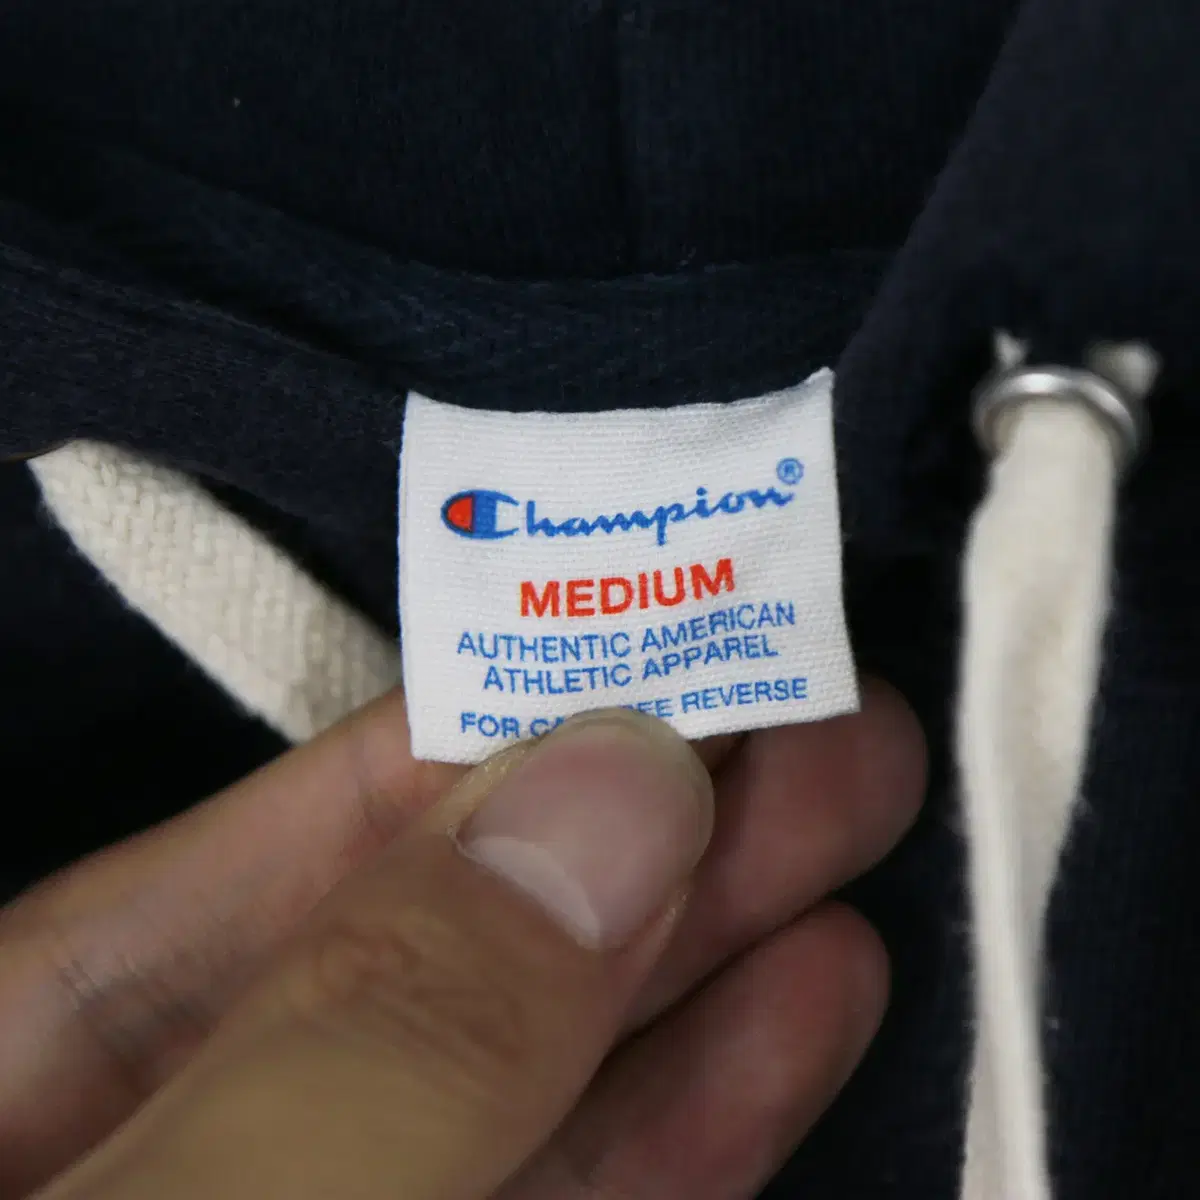 Champion®
MEDIUM
AUTHENTIC AMERICAN
ATHLETIC APPAREL
FOR REVERSE